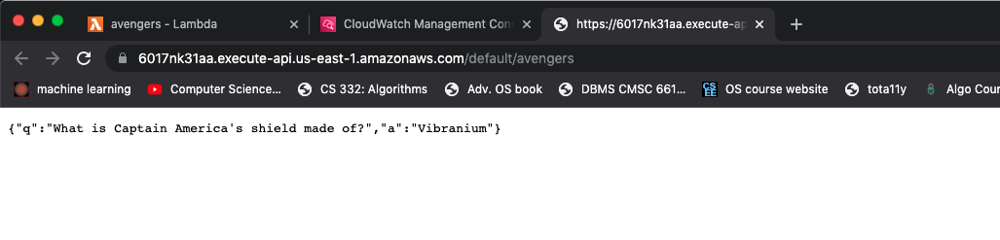 avengers - Lambda
CloudWatch Management Con
https://6017nk31aa.execute-ap
6017nk31aa.execute-api.us-east-1.amazonaws.com/default/avengers
machine learning
Computer Science...
CS 332: Algorithms
Adv. OS book
DBMS CMSC 661...
CS EE
OS course website
tota11y
Algo Cour
{"q":"What is Captain America's shield made of?","a":"Vibranium"}